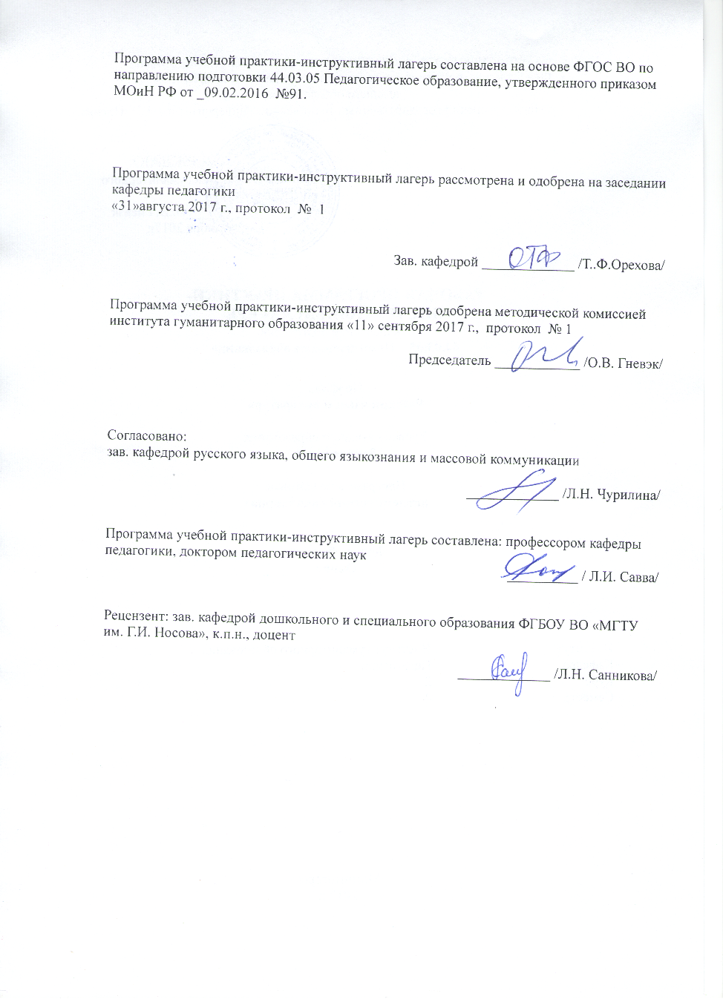 Программа учебной практики-инструктивный лагерь составлена на основе ФГОС ВО по
направлению подготовки 44.03.05 Педагогическое образование, утвержденного приказом
МОиН РФ от _09.02.2016 №91.
Программа учебной практики-инструктивный лагерь рассмотрена и одобрена на заседании
кафедры педагогики
«31»августа 2017 г., протокол № 1
Зав. кафедрой _____________ /Т..Ф.Орехова/
Программа учебной практики-инструктивный лагерь одобрена методической комиссией
института гуманитарного образования «11» сентября 2017 г., протокол № 1
Председатель ____________ /О.В. Гневэк/
Согласовано:
зав. кафедрой русского языка, общего языкознания и массовой коммуникации
_____________ /Л.Н. Чурилина/
Программа учебной практики-инструктивный лагерь составлена: профессором кафедры
педагогики, доктором педагогических наук
__________ / Л.И. Савва/
Рецензент: зав. кафедрой дошкольного и специального образования ФГБОУ ВО «МГТУ
им. Г.И. Носова», к.п.н., доцент
_____________ /Л.Н. Санникова/